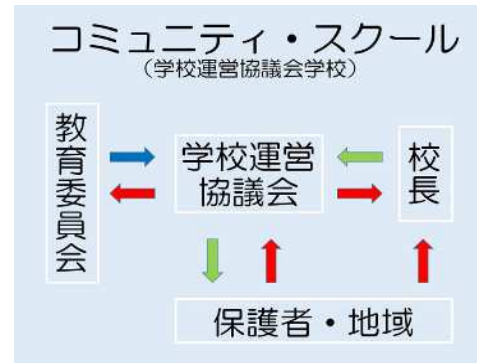 コミュニティ・スクール
（学校運営協議会学校）
教育委員会
学校運営
協議会
校長
保護者・地域